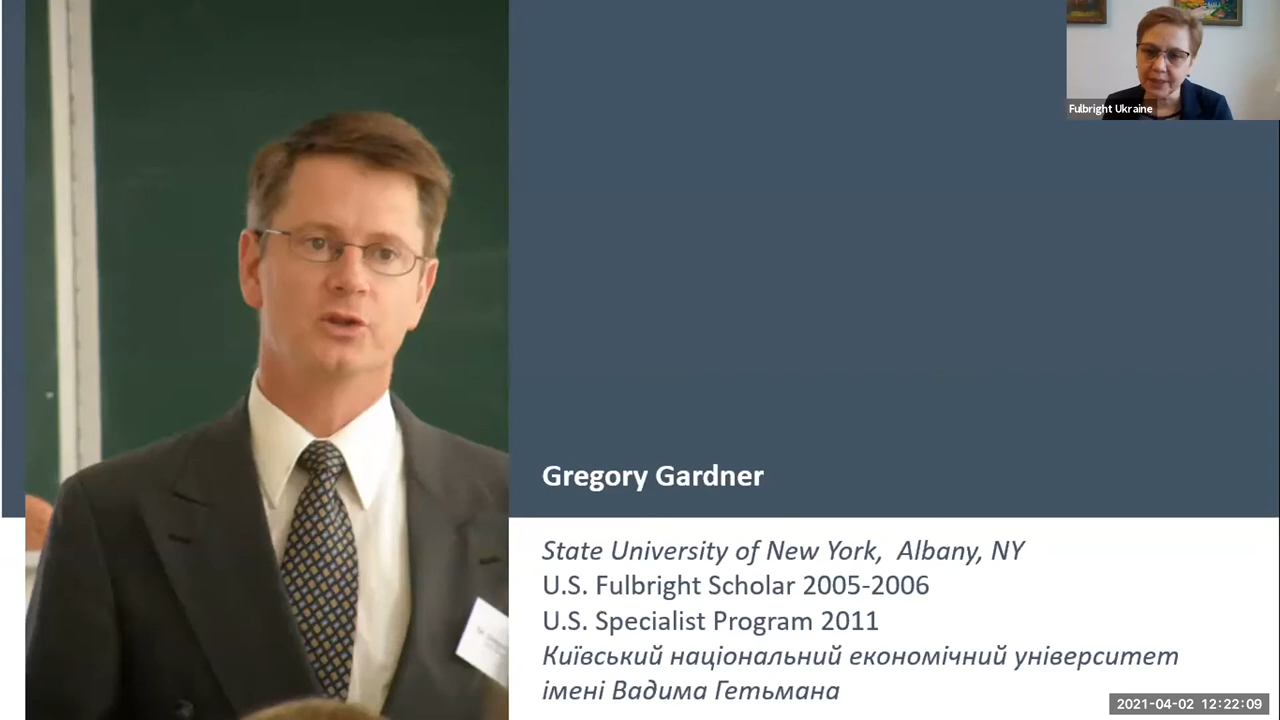 Fulbright Ukraine
Gregory Gardner
State University of New York, Albany, NY
U.S. Fulbright Scholar 2005-2006
U.S. Specialist Program 2011
Київський національний економічний університет
імені Вадима Гетьмана
2021-04-02 12:22:09